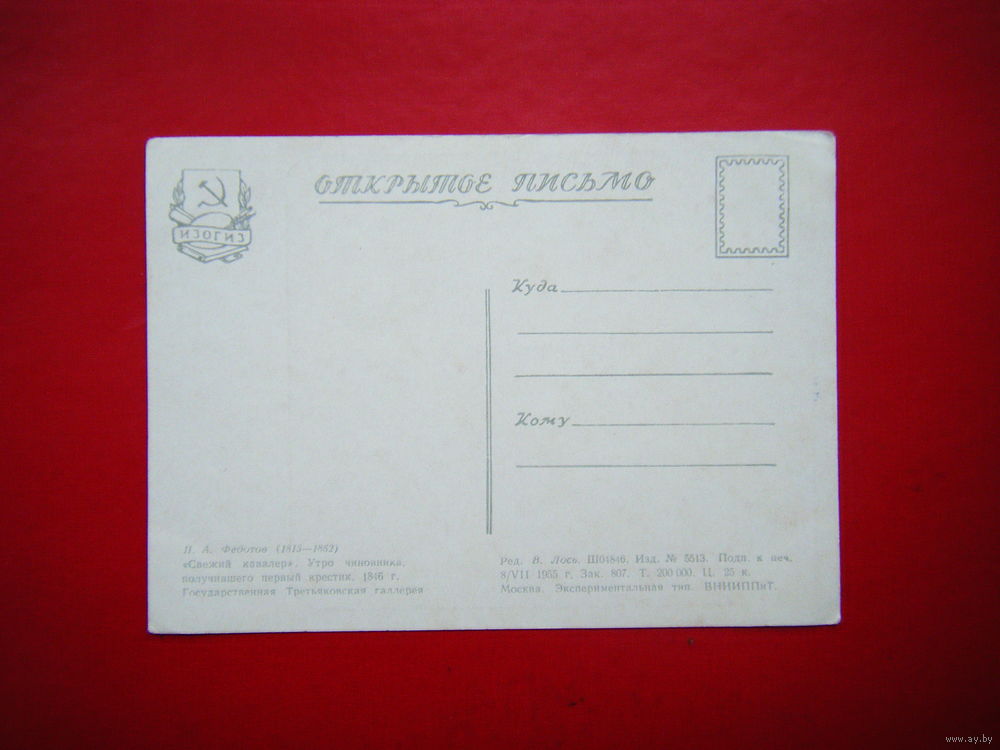 ИЗОГИЗ
ОТКРЫТОЕ ПИСЬМО
Куда
Кому
П. А. Федотов (1815—1852)
«Свежий кавалер». Утро чиновника,
получившего первый крестик. 1846 г.
Государственная Третьяковская галлерея
Ред. В. Лось. Ш04846. Изд. № 5513. Подп. к печ.
8/VII 1955 г. Зак. 807. Т. 200 000. Ц. 25 к.
Москва. Экспериментальная тип. ВНИИППиТ.
www.ay.by